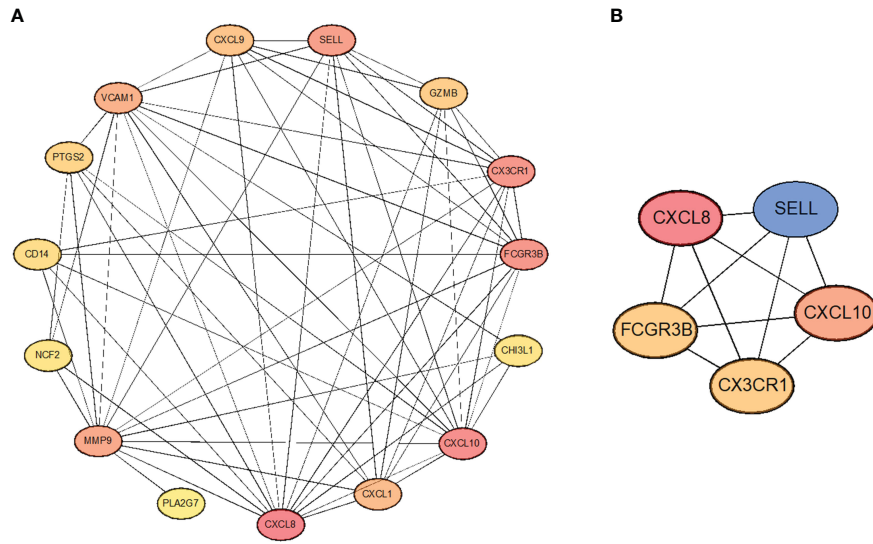 A
B
CXCL9
SELL
VCAM1
GZMB
PTGS2
CX3CR1
CD14
FCGR3B
NCF2
CHI3L1
MMP9
CXCL10
PLA2G7
CXCL1
CXCL8
CXCL8
SELL
CXCL10
FCGR3B
CX3CR1